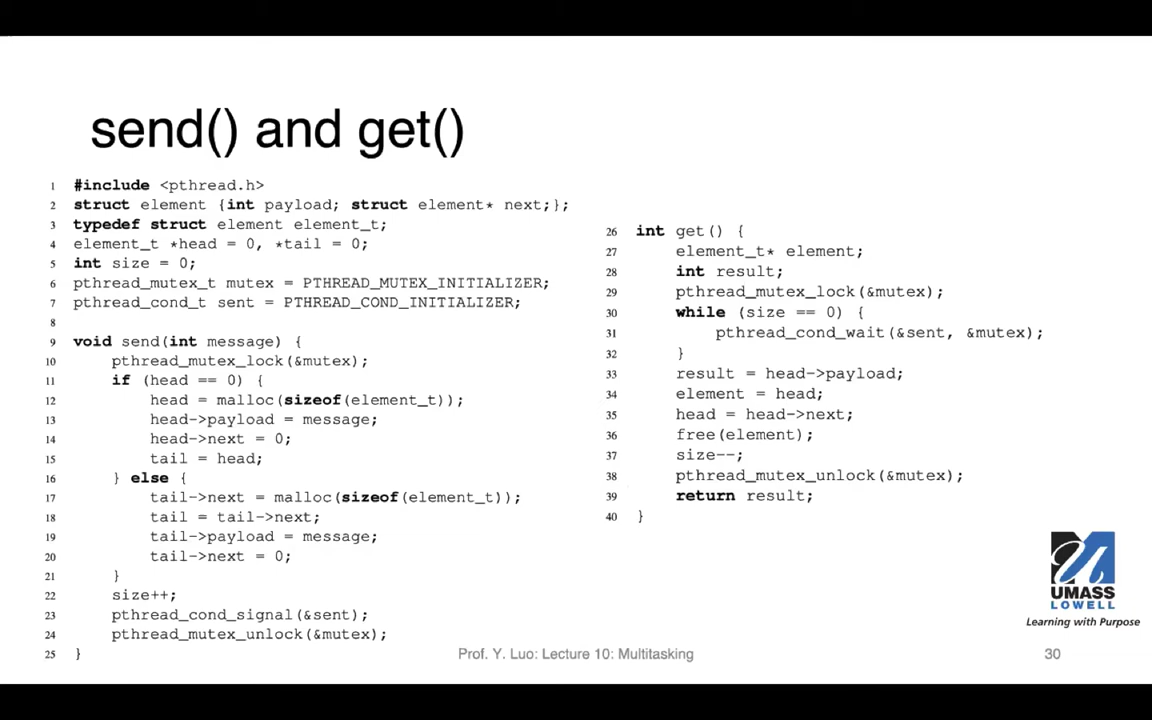 send() and get()
1 #include <pthread.h>
2 struct element {int payload; struct element* next;};
3 typedef struct element element_t;
4 element_t *head = 0, *tail = 0;
5 int size = 0;
6 pthread_mutex_t mutex = PTHREAD_MUTEX_INITIALIZER;
7 pthread_cond_t sent = PTHREAD_COND_INITIALIZER;
8
9 void send(int message) {
10 pthread_mutex_lock(&mutex);
11 if (head == 0) {
12 head = malloc(sizeof(element_t));
13 head->payload = message;
14 head->next = 0;
15 tail = head;
16 } else {
17 tail->next = malloc(sizeof(element_t));
18 tail = tail->next;
19 tail->payload = message;
20 tail->next = 0;
21 }
22 size++;
23 pthread_cond_signal(&sent);
24 pthread_mutex_unlock(&mutex);
25 }
26 int get() {
27 element_t* element;
28 int result;
29 pthread_mutex_lock(&mutex);
30 while (size == 0) {
31 pthread_cond_wait(&sent, &mutex);
32 }
33 result = head->payload;
34 element = head;
35 head = head->next;
36 free(element);
37 size--;
38 pthread_mutex_unlock(&mutex);
39 return result;
40 }
UMASS
LOWELL
Learning with Purpose
Prof. Y. Luo: Lecture 10: Multitasking
30